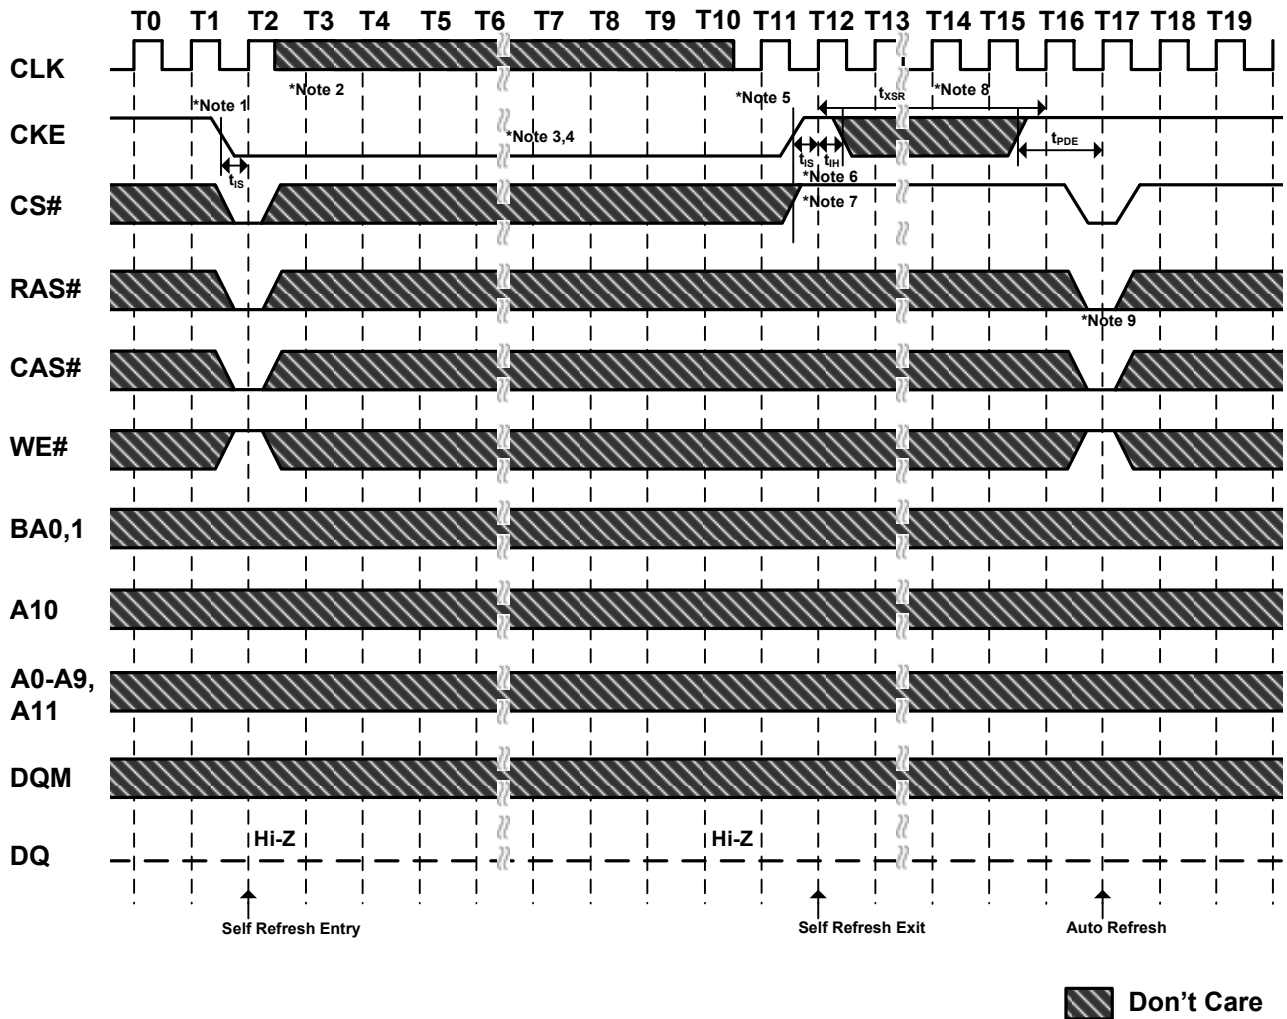 T0 T1 T2 T3 T4 T5 T6 T7 T8 T9 T10 T11 T12 T13 T14 T15 T16 T17 T18 T19
CLK
*Note 2
*Note 5
tXSR
*Note 8
*Note 1
CKE
*Note 3,4
tIS
tIS
tIH
tPDE
*Note 6
CS#
*Note 7
RAS#
*Note 9
CAS#
WE#
BA0,1
A10
A0-A9,
A11
DQM
Hi-Z
Hi-Z
DQ
Self Refresh Entry
Self Refresh Exit
Auto Refresh
Don't Care